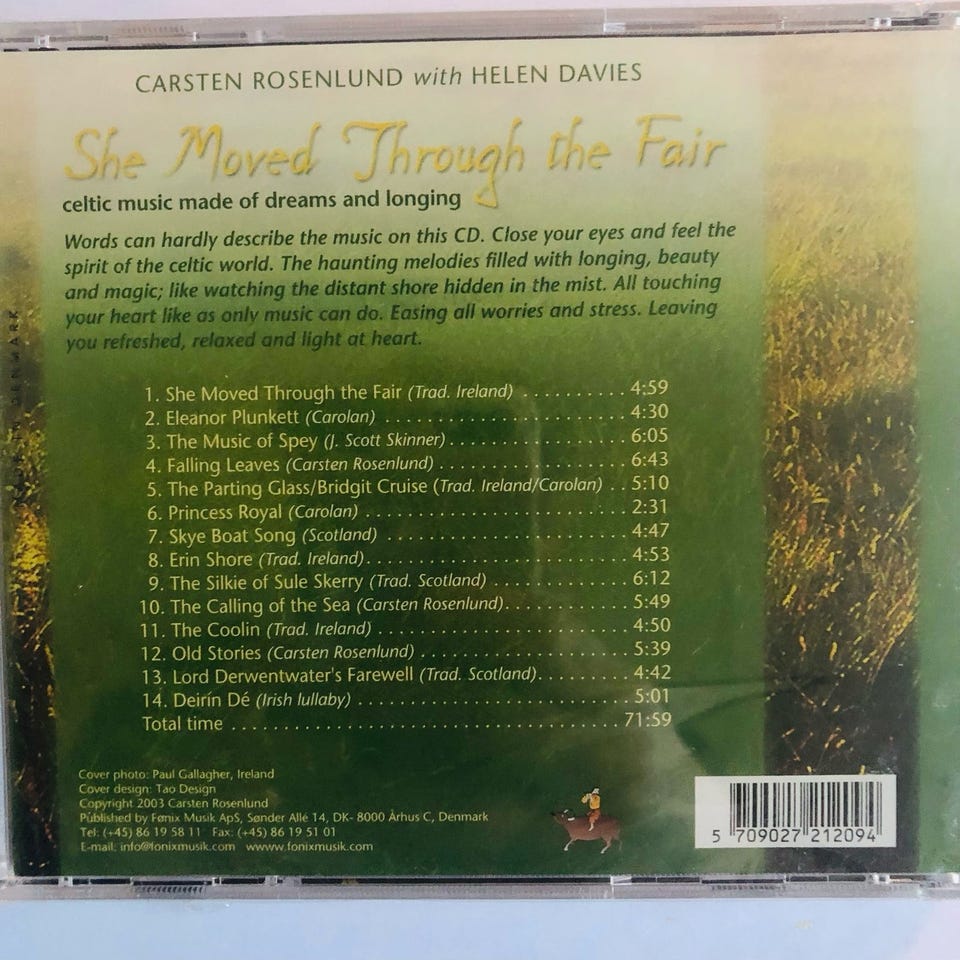 CARSTEN ROSENLUND with HELEN DAVIES
She Moved Through the Fair
celtic music made of dreams and longing
Words can hardly describe the music on this CD. Close your eyes and feel the
spirit of the celtic world. The haunting melodies filled with longing, beauty
and magic; like watching the distant shore hidden in the mist. All touching
your heart like as only music can do. Easing all worries and stress. Leaving
you refreshed, relaxed and light at heart.
1. She Moved Through the Fair (Trad. Ireland) .......... 4:59
2. Eleanor Plunkett (Carolan) ........................ 4:30
3. The Music of Spey (J. Scott Skinner)................. 6:05
4. Falling Leaves (Carsten Rosenlund) .................. 6:43
5. The Parting Glass/Bridgit Cruise (Trad. Ireland/Carolan) .. 5:10
6. Princess Royal (Carolan) .......................... 2:31
7. Skye Boat Song (Scotland) ........................ 4:47
8. Erin Shore (Trad. Ireland).......................... 4:53
9. The Silkie of Sule Skerry (Trad. Scotland) ............. 6:12
10. The Calling of the Sea (Carsten Rosenlund)............ 5:49
11. The Coolin (Trad. Ireland) ......................... 4:50
12. Old Stories (Carsten Rosenlund) .................... 5:39
13. Lord Derwentwater's Farewell (Trad. Scotland)......... 4:42
14. Deirín Dé (Irish lullaby) ........................... 5:01
Total time ....................................... 71:59
Cover photo: Paul Gallagher, Ireland
Cover design: Tao Design
Copyright 2003 Carsten Rosenlund
Published by Fønix Musik ApS, Sønder Allé 14, DK- 8000 Århus C, Denmark
Tel: (+45) 86 19 58 11 Fax: (+45) 86 19 51 01
E-mail: info@fonixmusik.com www.fonixmusik.com
5 709027 212094